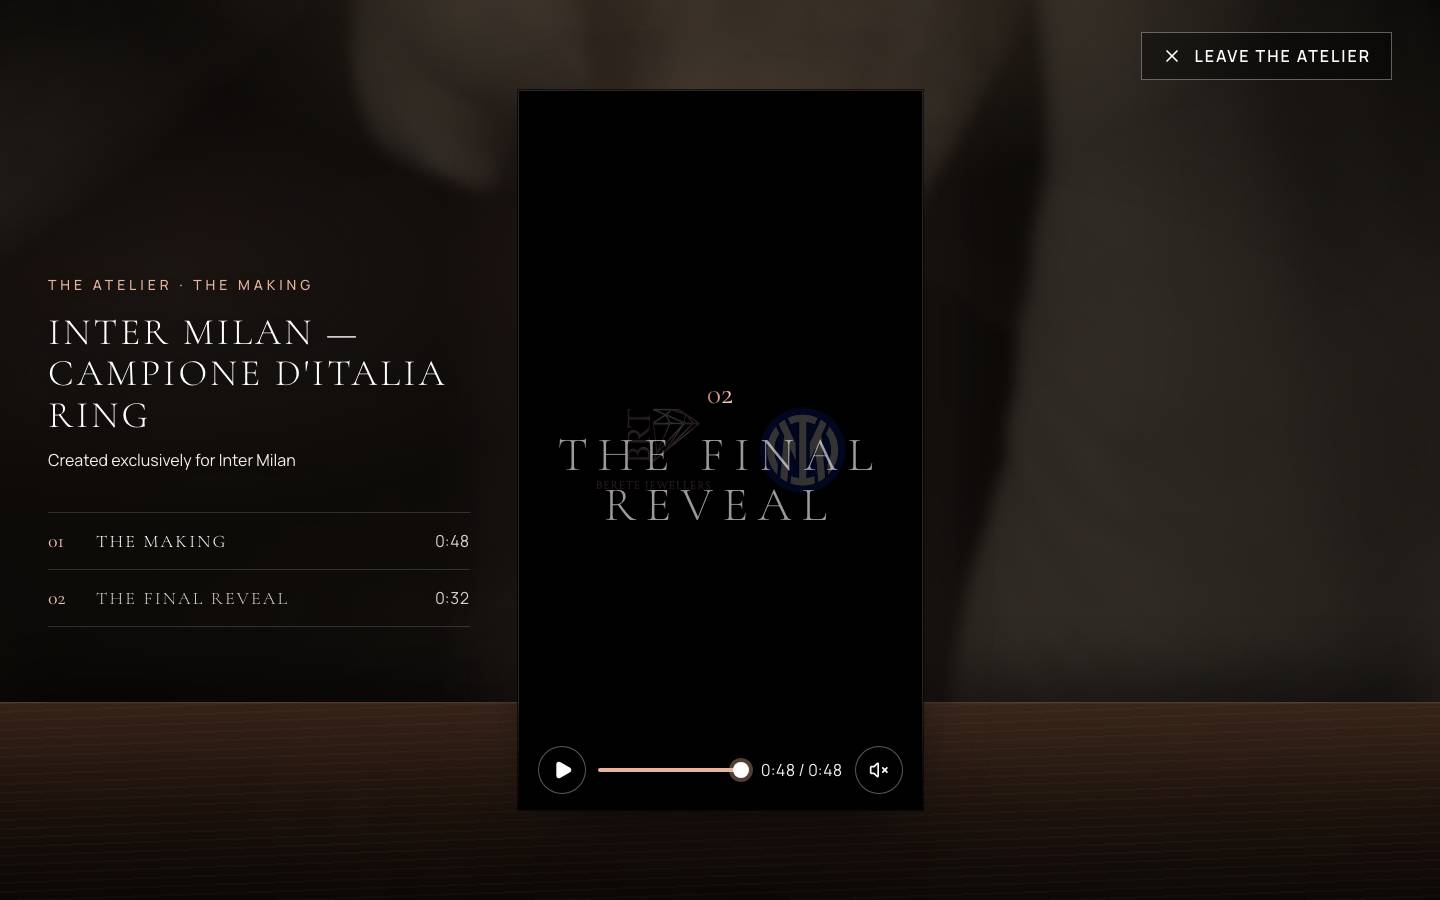 LEAVE THE ATELIER
THE ATELIER · THE MAKING
INTER MILAN —
CAMPIONE D'ITALIA
RING
Created exclusively for Inter Milan
01 THE MAKING 0:48
02 THE FINAL REVEAL 0:32
02
THE FINAL
REVEAL
BRT
BERETE JEWELLERS
0:48 / 0:48